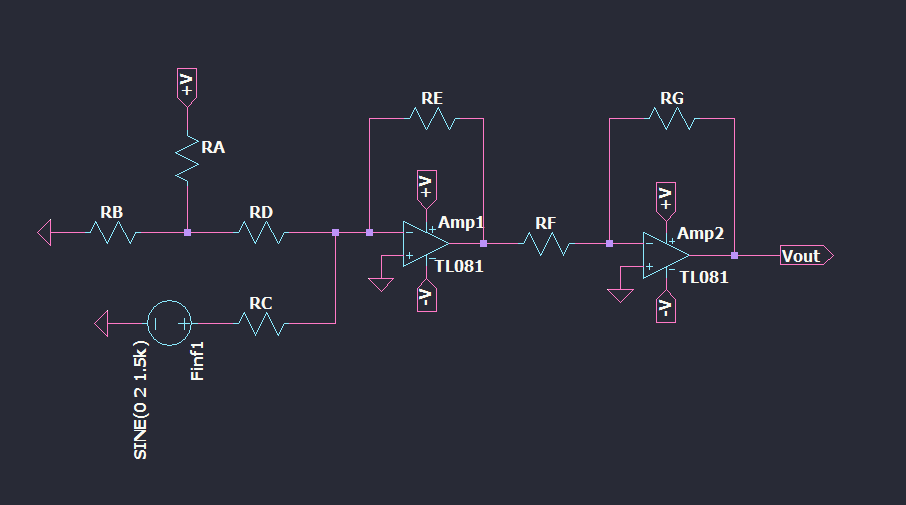 +V
RA
RB
RD
RE
+V
Amp1
TL081
-V
RF
RG
+V
Amp2
TL081
-V
Vout
RC
Finf1
SINE(0 2 1.5k)